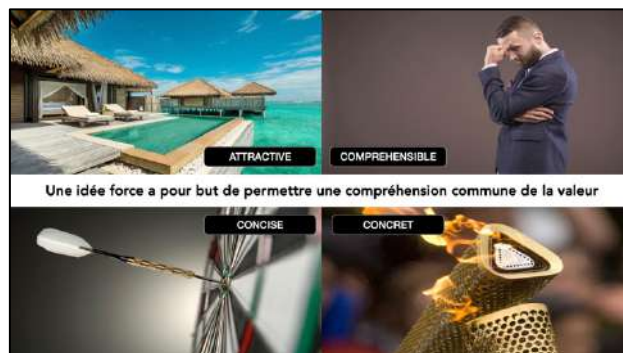 ATTRACTIVE
COMPREHENSIBLE
Une idée force a pour but de permettre une compréhension commune de la valeur
CONCISE
CONCRET